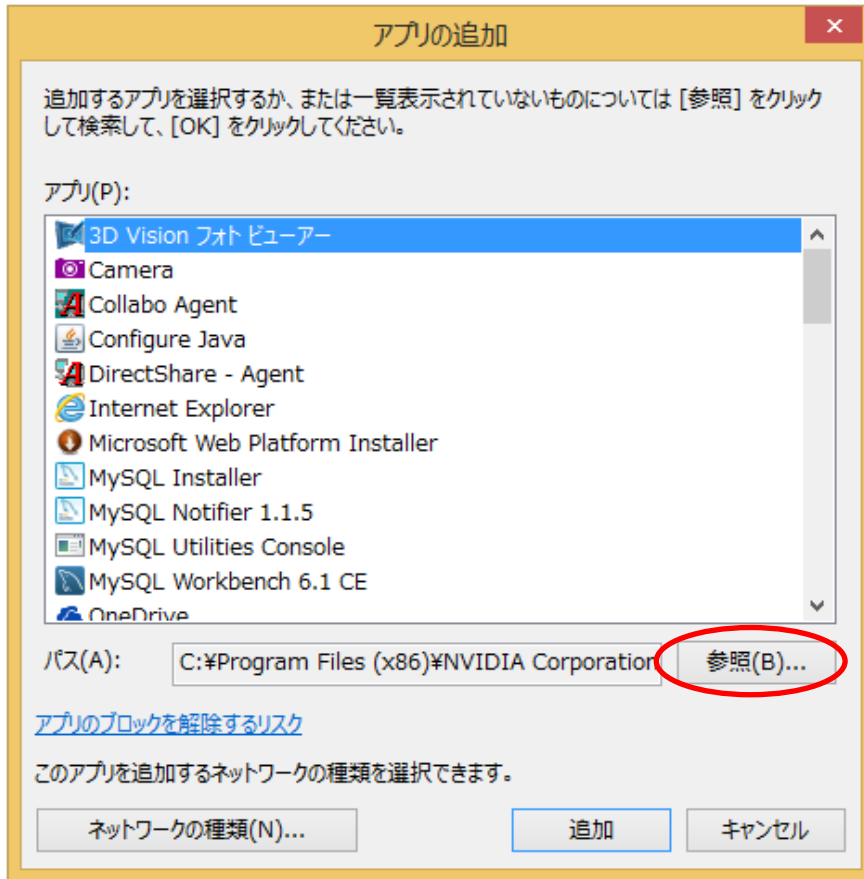 アプリの追加
追加するアプリを選択するか、または一覧表示されていないものについては [参照] をクリック
して検索して、[OK] をクリックしてください。
アプリ(P):
3D Vision フォト ビューアー
Camera
Collabo Agent
Configure Java
DirectShare - Agent
Internet Explorer
Microsoft Web Platform Installer
MySQL Installer
MySQL Notifier 1.1.5
MySQL Utilities Console
MySQL Workbench 6.1 CE
OneDrive
パス(A): C:¥Program Files (x86)¥NVIDIA Corporation 参照(B)...
アプリのブロックを解除するリスク
このアプリを追加するネットワークの種類を選択できます。
ネットワークの種類(N)... 追加 キャンセル